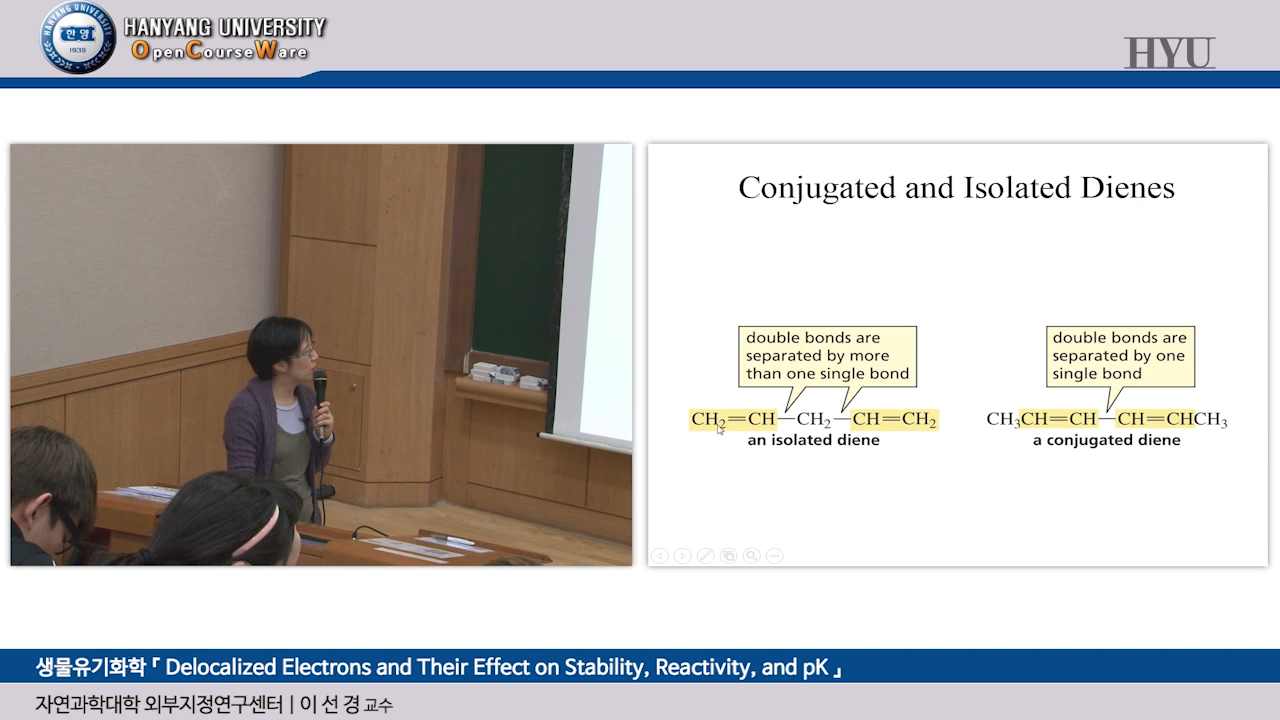 HANYANG UNIVERSITY
한양
1939
HANYANG UNIVERSITY
OpenCourseWare
HYU
Conjugated and Isolated Dienes
double bonds are
separated by more
than one single bond
CH₂=CH—CH₂—CH=CH₂
an isolated diene
double bonds are
separated by one
single bond
CH₃CH=CH—CH=CHCH₃
a conjugated diene
생물유기화학「 Delocalized Electrons and Their Effect on Stability, Reactivity, and pK 」
자연과학대학 외부지정연구센터 | 이 선 경 교수